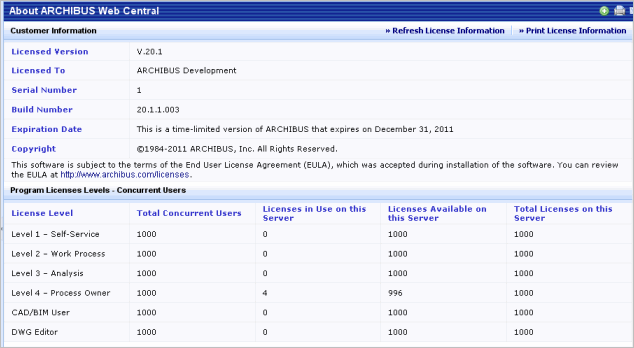 About ARCHIBUS Web Central
Customer Information » Refresh License Information » Print License Information
Licensed Version V.20.1
Licensed To ARCHIBUS Development
Serial Number 1
Build Number 20.1.1.003
Expiration Date This is a time-limited version of ARCHIBUS that expires on December 31, 2011
Copyright ©1984-2011 ARCHIBUS, Inc. All Rights Reserved.
This software is subject to the terms of the End User License Agreement (EULA), which was accepted during installation of the software. You can review
the EULA at http://www.archibus.com/licenses.
Program Licenses Levels - Concurrent Users
License Level Total Concurrent Users Licenses in Use on this Server Licenses Available on this Server Total Licenses on this Server
Level 1 - Self-Service 1000 0 1000 1000
Level 2 - Work Process 1000 0 1000 1000
Level 3 - Analysis 1000 0 1000 1000
Level 4 - Process Owner 1000 4 996 1000
CAD/BIM User 1000 0 1000 1000
DWG Editor 1000 0 1000 1000